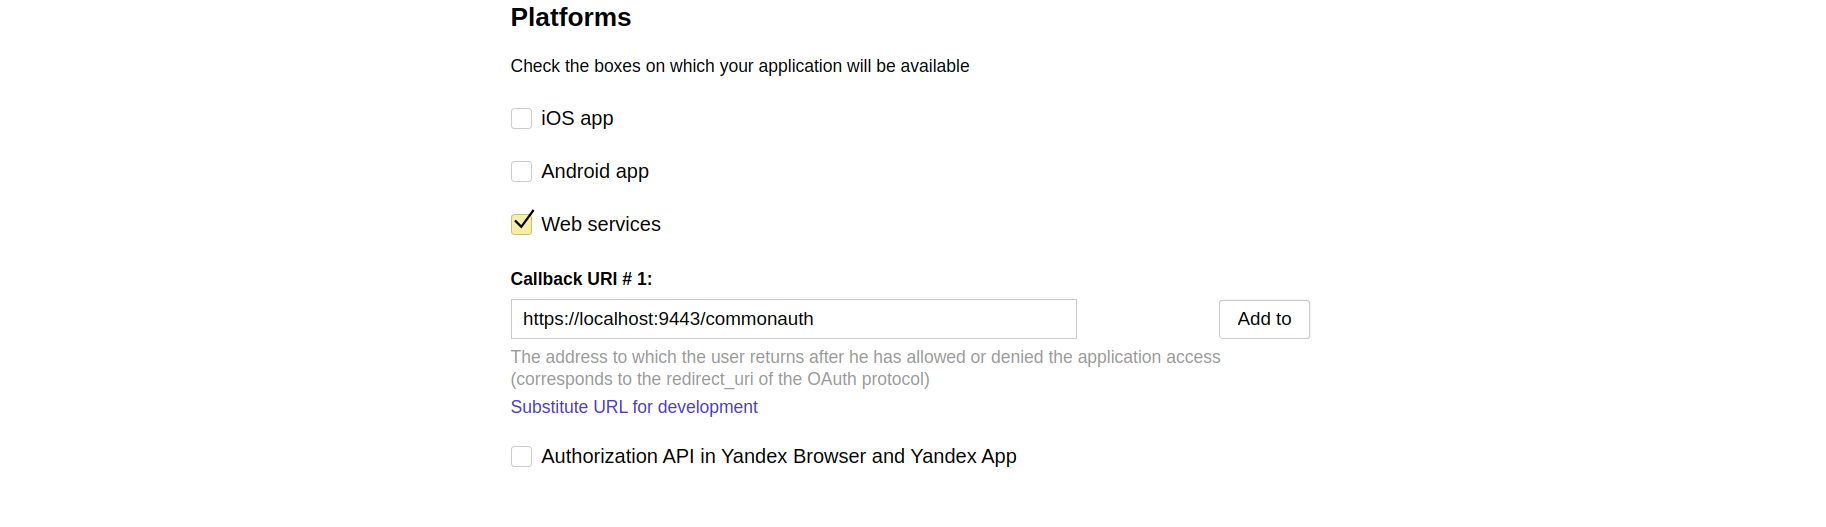 Platforms
Check the boxes on which your application will be available
iOS app
Android app
Web services
Callback URI # 1:
https://localhost:9443/commonauth
Add to
The address to which the user returns after he has allowed or denied the application access
(corresponds to the redirect_uri of the OAuth protocol)
Substitute URL for development
Authorization API in Yandex Browser and Yandex App